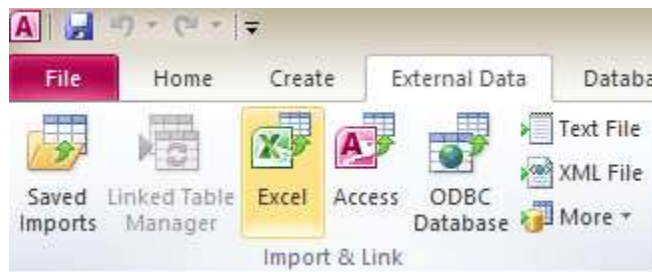 File Home Create External Data Databa
Saved Imports
Linked Table Manager
Excel
Access
ODBC Database
Text File
XML File
More
Import & Link